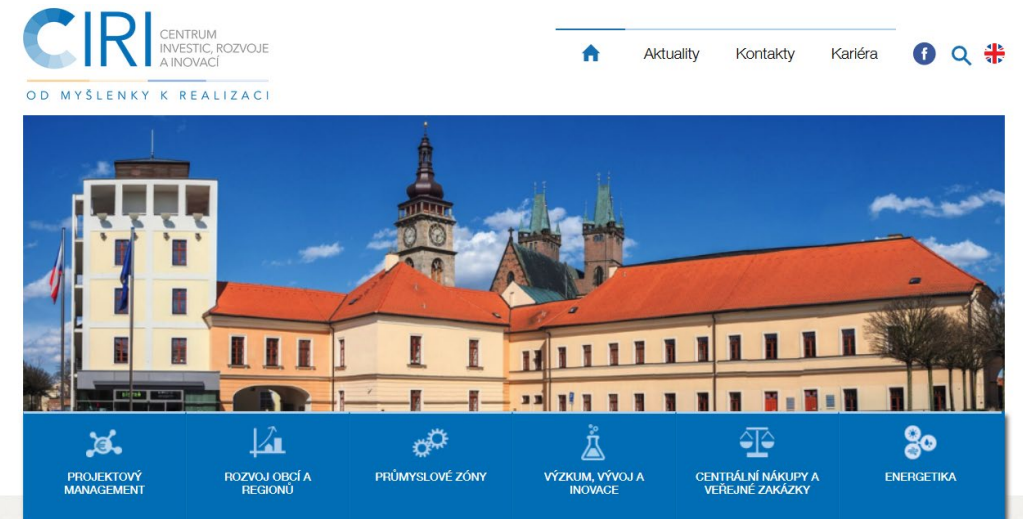 CIRI
CENTRUM
INVESTIC, ROZVOJE
A INOVACÍ
OD MYŠLENKY K REALIZACI
Aktuality Kontakty Kariéra
f
PROJEKTOVÝ
MANAGEMENT
ROZVOJ OBCÍ A
REGIONŮ
PRŮMYSLOVÉ ZÓNY
VÝZKUM, VÝVOJ A
INOVACE
CENTRÁLNÍ NÁKUPY A
VEŘEJNÉ ZAKÁZKY
ENERGETIKA